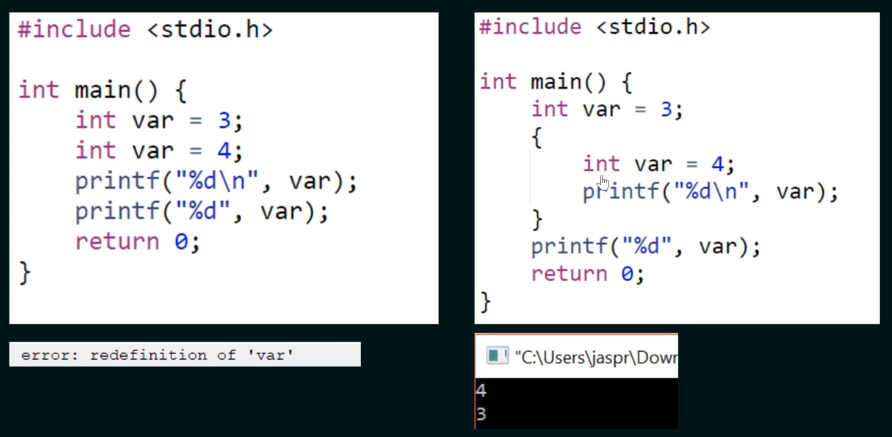 #include <stdio.h>
int main() {
    int var = 3;
    int var = 4;
    printf("%d\n", var);
    printf("%d", var);
    return 0;
}
error: redefinition of 'var'
#include <stdio.h>
int main() {
    int var = 3;
    {
        int var = 4;
        printf("%d\n", var);
    }
    printf("%d", var);
    return 0;
}
"C:\Users\jaspr\Down
4
3